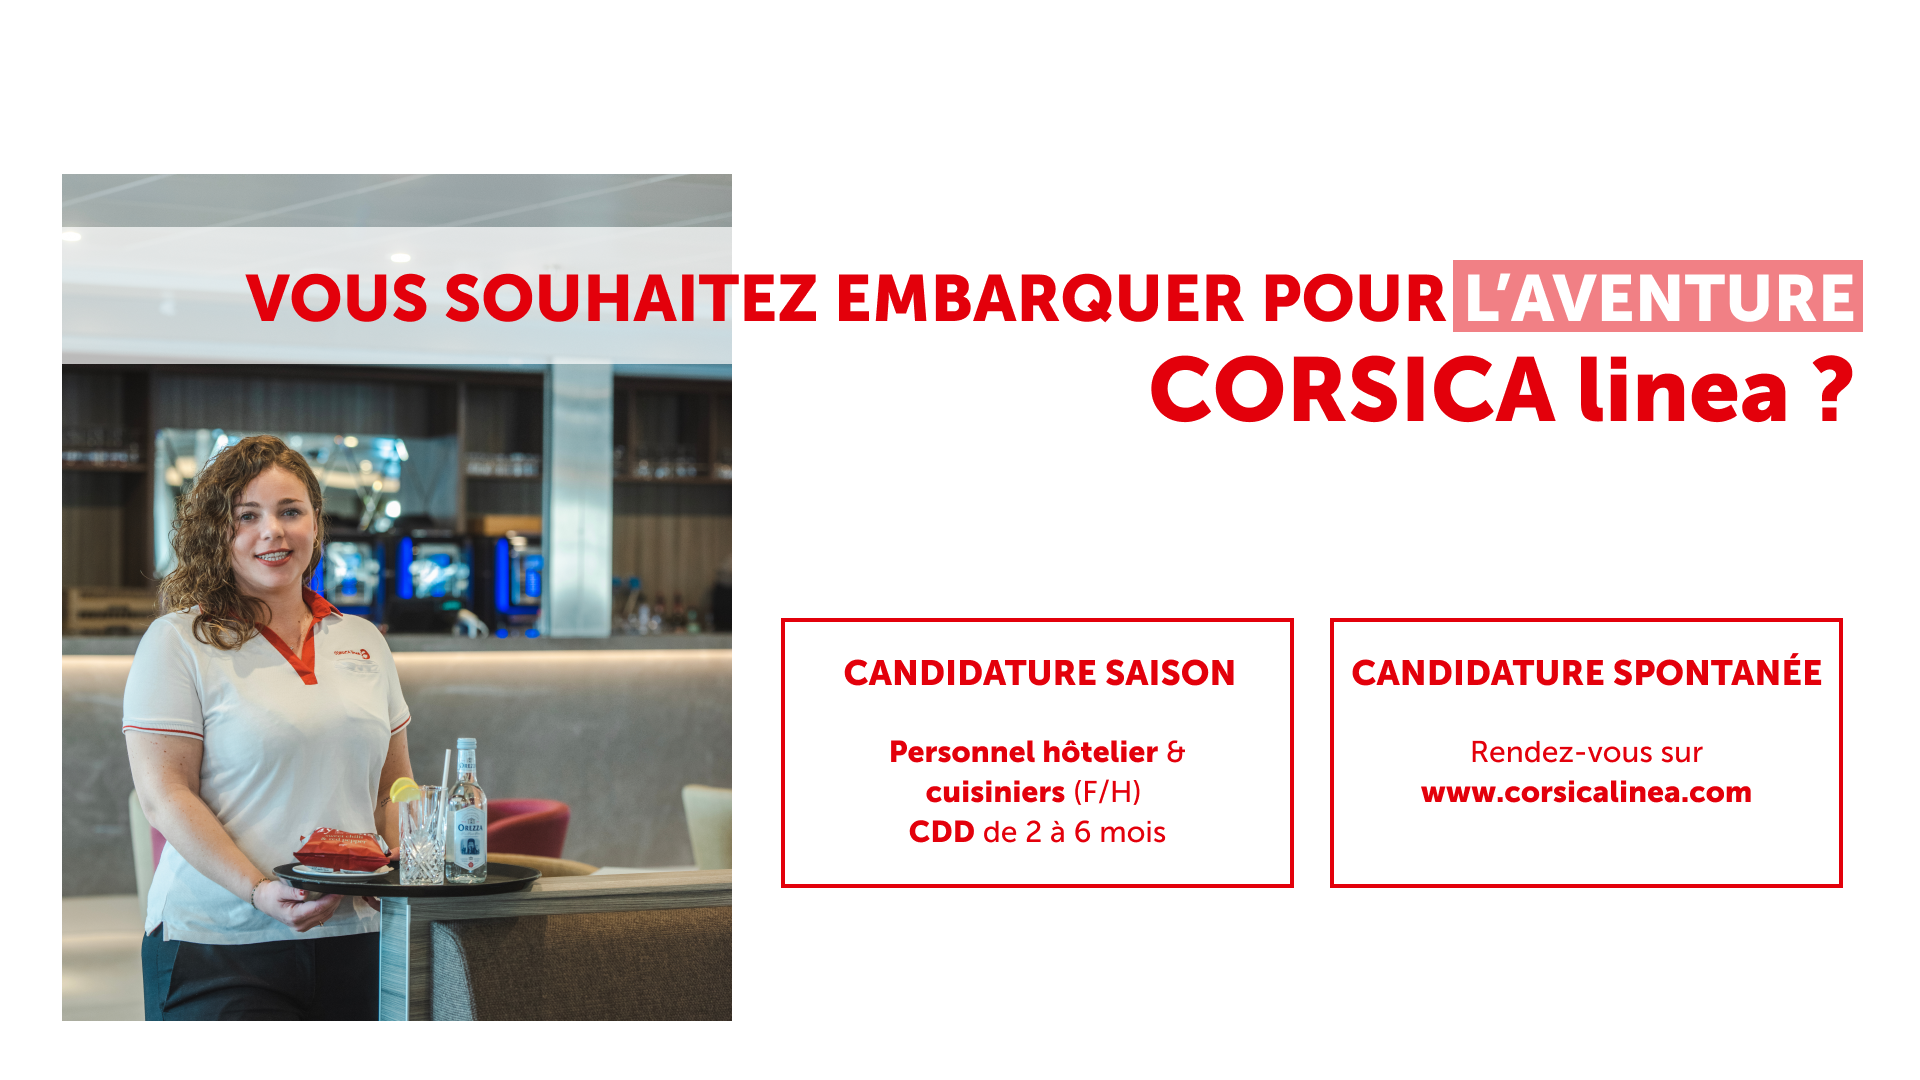 VOUS SOUHAITEZ EMBARQUER POUR L’AVENTURE
CORSICA linea ?
CANDIDATURE SAISON
Personnel hôtelier &
cuisiniers (F/H)
CDD de 2 à 6 mois
CANDIDATURE SPONTANÉE
Rendez-vous sur
www.corsicalinea.com
OREZZA